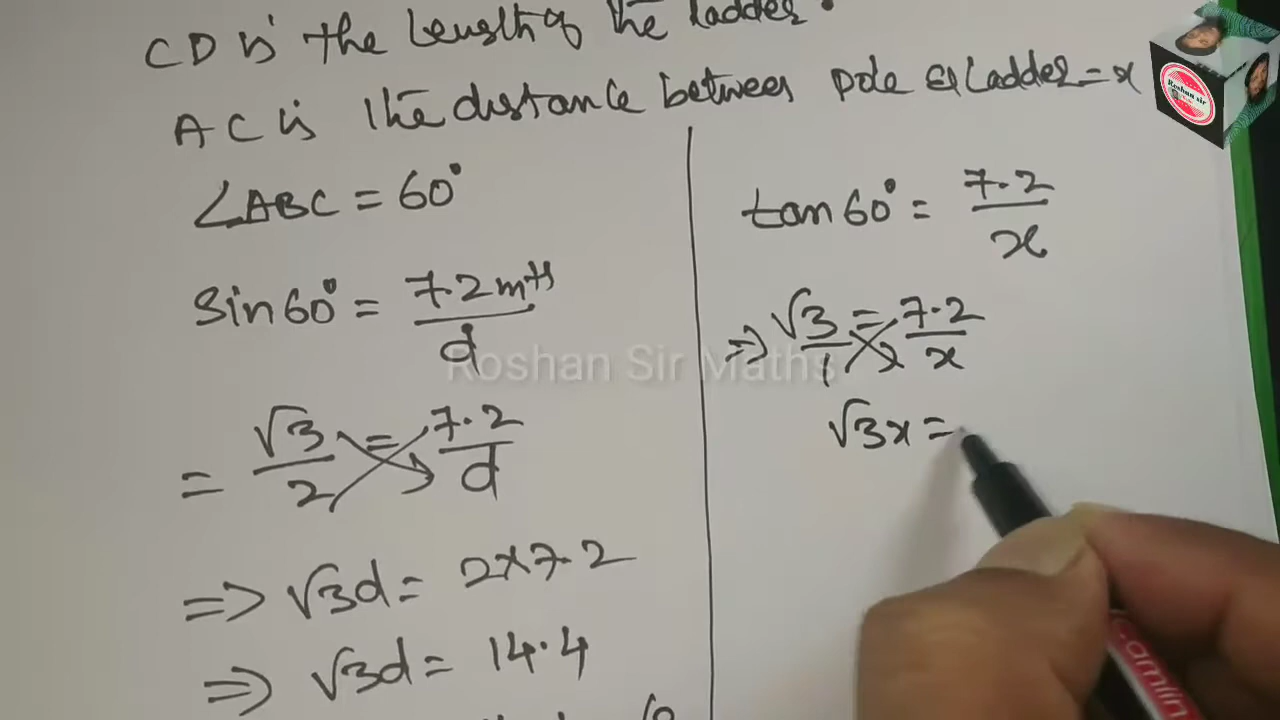 CD is the length of the ladder.
AC is the distance between pole & Ladder = x
∠ABC = 60°
Sin 60° = 7.2 mts / d
= √3 / 2 = 7.2 / d
=> √3d = 2 x 7.2
=> √3d = 14.4
tan 60° = 7.2 / x
=> √3 / 1 = 7.2 / x
√3x =
Roshan Sir Maths
Roshan sir